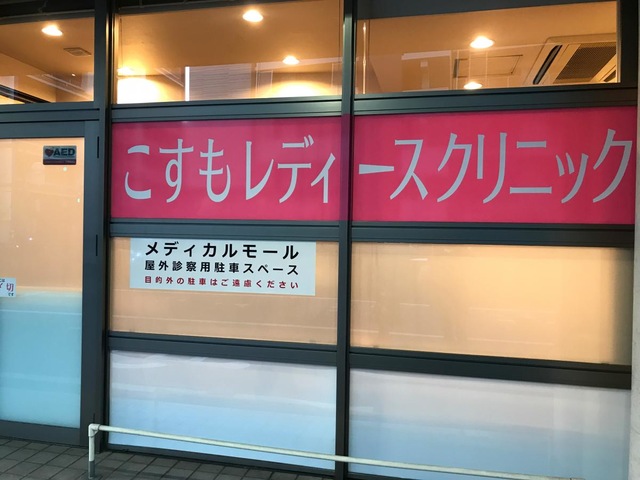 こすもレディースクリニック
AED
メディカルモール
屋外診察用駐車スペース
目的外の駐車はご遠慮ください
切